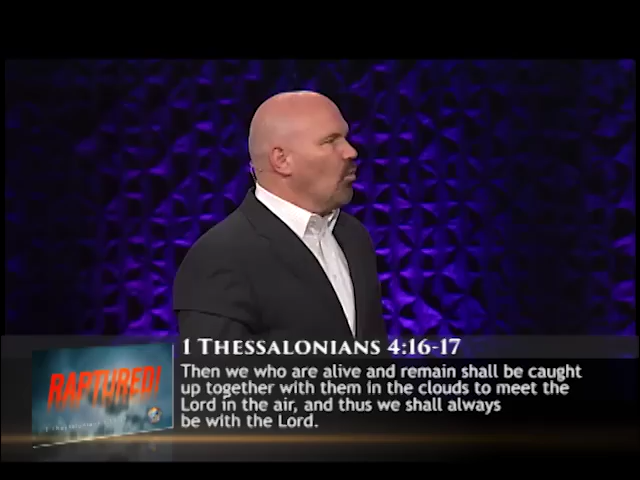 1 THESSALONIANS 4:16-17
Then we who are alive and remain shall be caught
up together with them in the clouds to meet the
Lord in the air, and thus we shall always
be with the Lord.
RAPTURED!